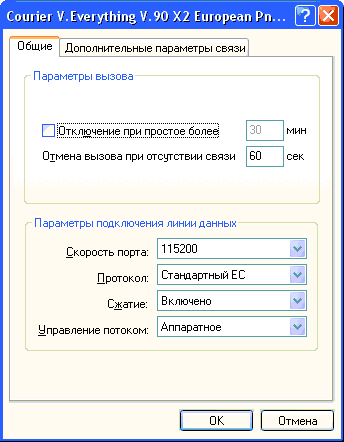 Courier V.Everything V.90 X2 European Pn...
Общие Дополнительные параметры связи
Параметры вызова
Отключение при простое более 30 мин
Отмена вызова при отсутствии связи 60 сек
Параметры подключения линии данных
Скорость порта: 115200
Протокол: Стандартный ЕС
Сжатие: Включено
Управление потоком: Аппаратное
OK Отмена